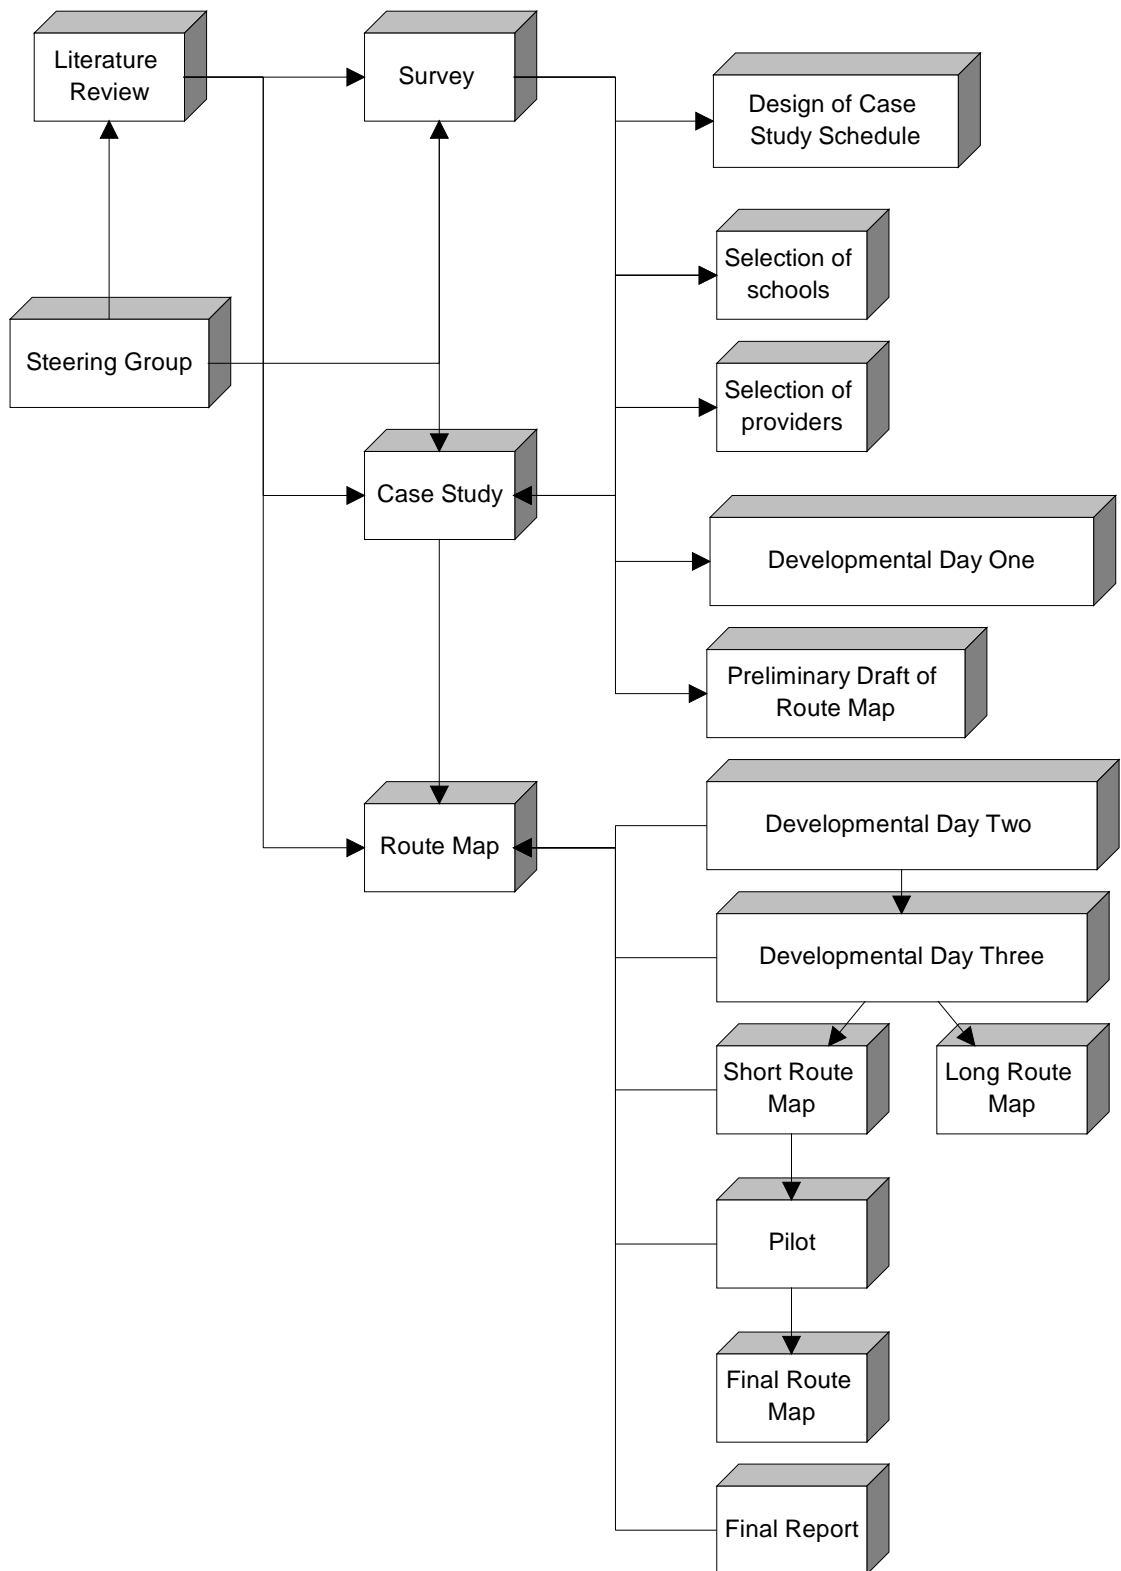 Literature
Review
Survey
Design of Case
Study Schedule
Selection of
schools
Steering Group
Selection of
providers
Case Study
Developmental Day One
Preliminary Draft of
Route Map
Route Map
Developmental Day Two
Developmental Day Three
Short Route
Map
Long Route
Map
Pilot
Final Route
Map
Final Report